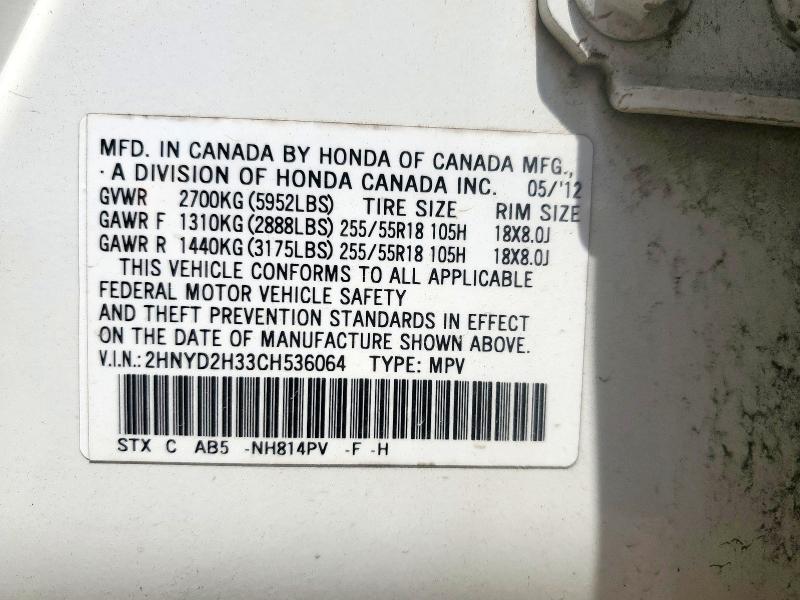 MFD. IN CANADA BY HONDA OF CANADA MFG.,
A DIVISION OF HONDA CANADA INC. 05/'12
GVWR 2700KG (5952LBS) TIRE SIZE RIM SIZE
GAWR F 1310KG (2888LBS) 255/55R18 105H 18X8.0J
GAWR R 1440KG (3175LBS) 255/55R18 105H 18X8.0J
THIS VEHICLE CONFORMS TO ALL APPLICABLE
FEDERAL MOTOR VEHICLE SAFETY
AND THEFT PREVENTION STANDARDS IN EFFECT
ON THE DATE OF MANUFACTURE SHOWN ABOVE.
V.I.N.: 2HNYD2H33CH536064 TYPE: MPV
STX C AB5 -NH814PV -F -H